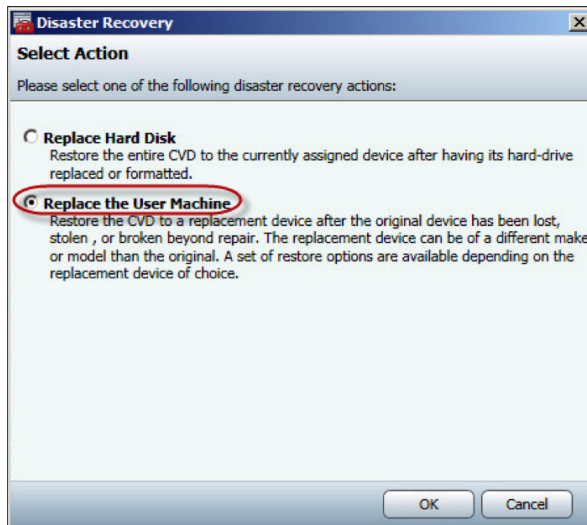 Disaster Recovery
Select Action
Please select one of the following disaster recovery actions:
Replace Hard Disk
Restore the entire CVD to the currently assigned device after having its hard-drive
replaced or formatted.
Replace the User Machine
Restore the CVD to a replacement device after the original device has been lost,
stolen , or broken beyond repair. The replacement device can be of a different make
or model than the original. A set of restore options are available depending on the
replacement device of choice.
OK
Cancel